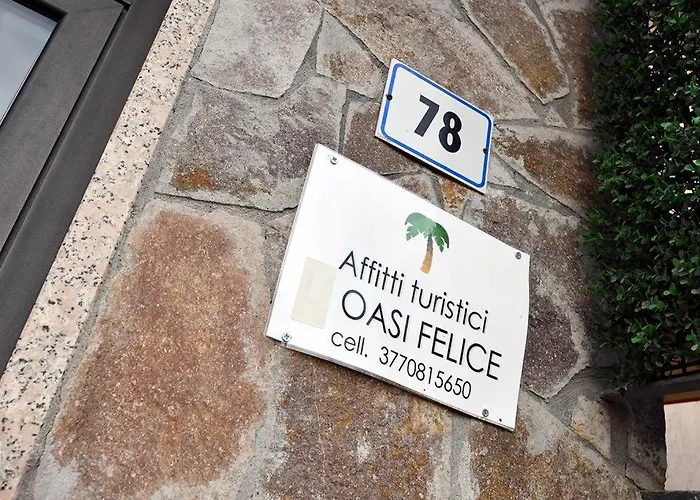 78
Affitti turistici
OASI FELICE
cell. 3770815650